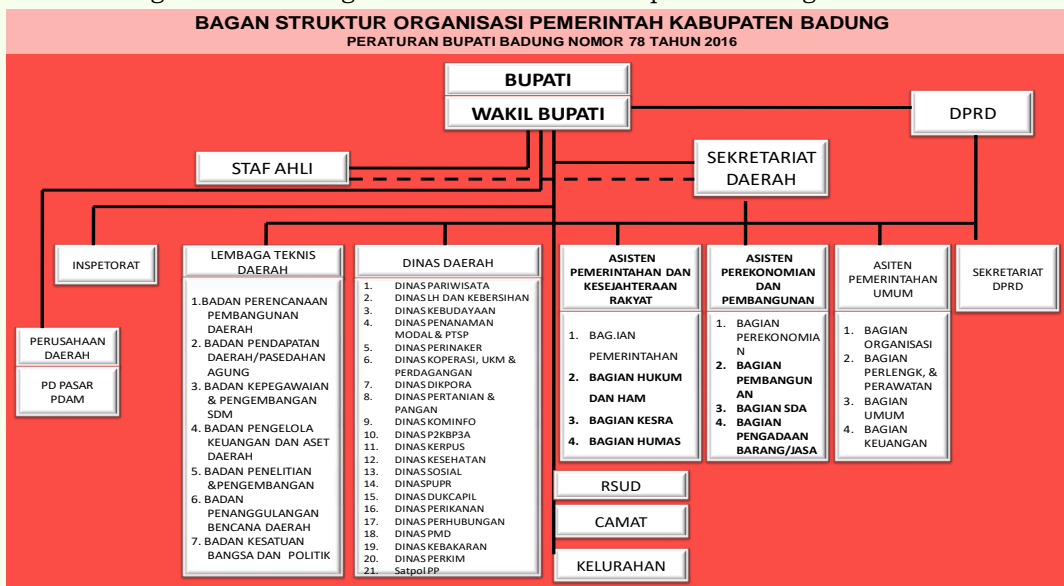 BAGAN STRUKTUR ORGANISASI PEMERINTAH KABUPATEN BADUNG
PERATURAN BUPATI BADUNG NOMOR 78 TAHUN 2016
BUPATI
WAKIL BUPATI
DPRD
STAF AHLI
SEKRETARIAT
DAERAH
INSPETORAT
PERUSAHAAN
DAERAH
PD PASAR
PDAM
LEMBAGA TEKNIS
DAERAH
1.BADAN PERENCANAAN
PEMBANGUNAN
DAERAH
2. BADAN PENDAPATAN
DAERAH/PASEDAHAN
AGUNG
3. BADAN KEPEGAWAIAN
& PENGEMBANGAN
SDM
4. BADAN PENGELOLA
KEUANGAN DAN ASET
DAERAH
5. BADAN PENELITIAN
&PENGEMBANGAN
6. BADAN
PENANGGULANGAN
BENCANA DAERAH
7. BADAN KESATUAN
BANGSA DAN POLITIK
DINAS DAERAH
1. DINAS PARIWISATA
2. DINAS LH DAN KEBERSIHAN
3. DINAS KEBUDAYAAN
4. DINAS PENANAMAN
MODAL & PTSP
5. DINAS PERINAKER
6. DINAS KOPERASI, UKM &
PERDAGANGAN
7. DINAS DIKPORA
8. DINAS PERTANIAN &
PANGAN
9. DINAS KOMINFO
10. DINAS P2KBP3A
11. DINAS KERPUS
12. DINAS KESEHATAN
13. DINAS SOSIAL
14. DINASPUPR
15. DINAS DUKCAPIL
16. DINAS PERIKANAN
17. DINAS PERHUBUNGAN
18. DINAS PMD
19. DINAS KEBAKARAN
20. DINAS PERKIM
21. Satpol PP
ASISTEN
PEMERINTAHAN DAN
KESEJAHTERAAN
RAKYAT
1. BAG.IAN
PEMERINTAHAN
2. BAGIAN HUKUM
DAN HAM
3. BAGIAN KESRA
4. BAGIAN HUMAS
ASISTEN
PEREKONOMIAN
DAN
PEMBANGUNAN
1. BAGIAN
PEREKONOMIA
N
2. BAGIAN
PEMBANGUN
AN
3. BAGIAN SDA
4. BAGIAN
PENGADAAN
BARANG/JASA
ASITEN
PEMERINTAHAN
UMUM
1. BAGIAN
ORGANISASI
2. BAGIAN
PERLENGK, &
PERAWATAN
3. BAGIAN
UMUM
4. BAGIAN
KEUANGAN
SEKRETARIAT
DPRD
RSUD
CAMAT
KELURAHAN